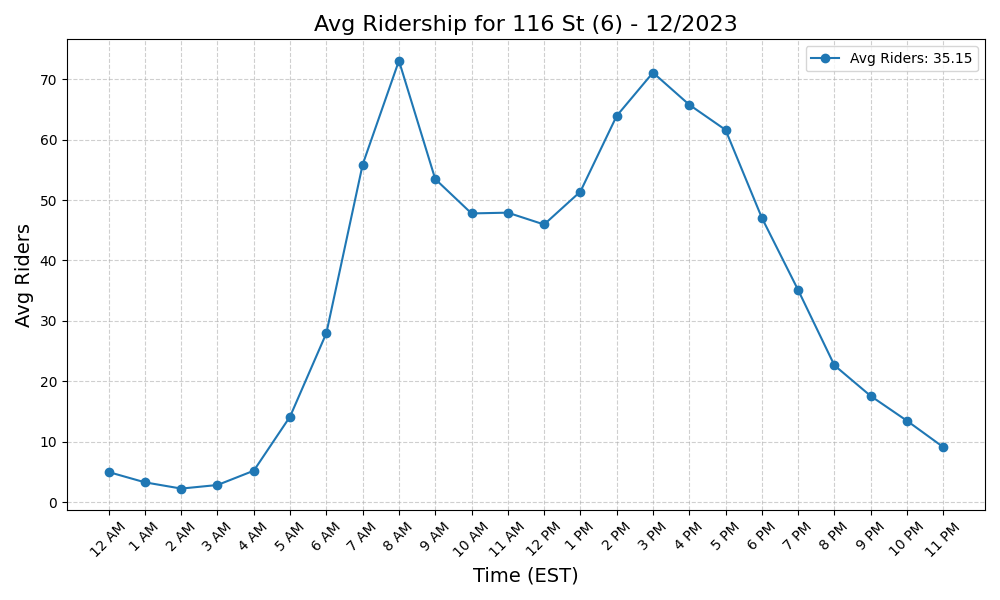 Avg Ridership for 116 St (6) - 12/2023
Avg Riders: 35.15
Avg Riders
70
60
50
40
30
20
10
0
12 AM
1 AM
2 AM
3 AM
4 AM
5 AM
6 AM
7 AM
8 AM
9 AM
10 AM
11 AM
12 PM
1 PM
2 PM
3 PM
4 PM
5 PM
6 PM
7 PM
8 PM
9 PM
10 PM
11 PM
Time (EST)